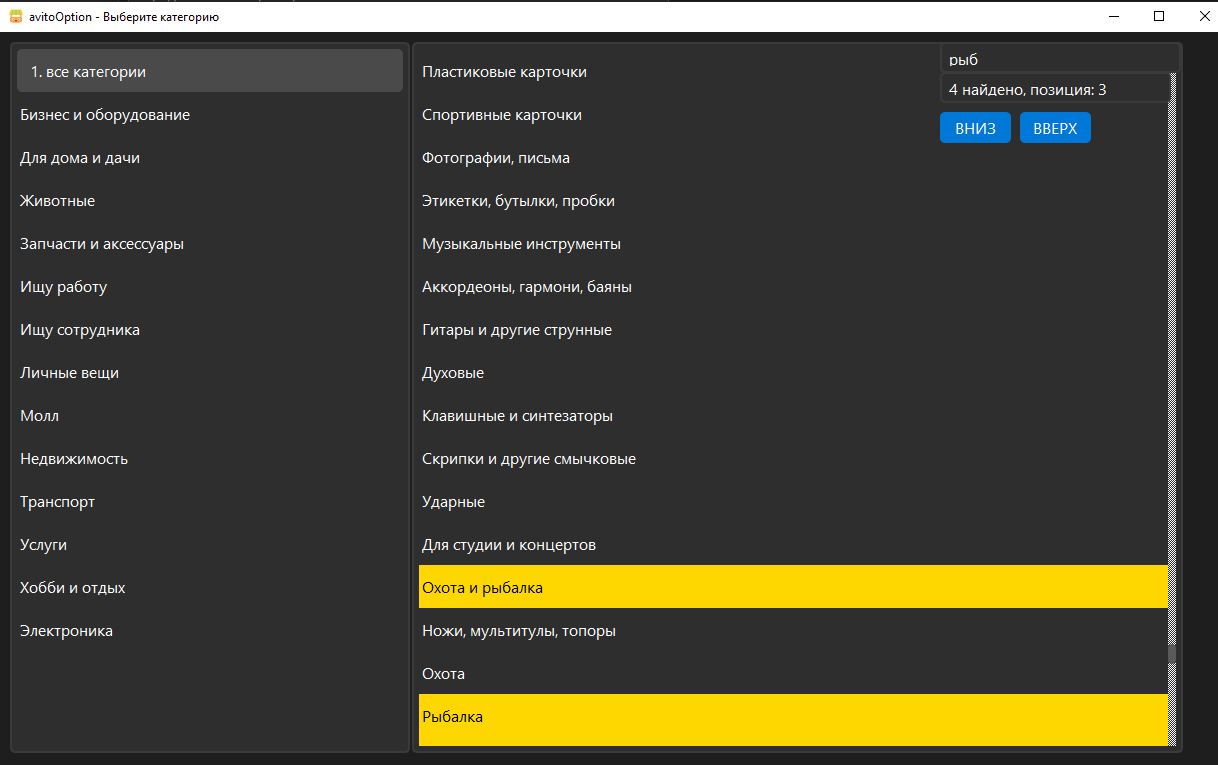 avitoOption - Выберите категорию
1. все категории
Бизнес и оборудование
Для дома и дачи
Животные
Запчасти и аксессуары
Ищу работу
Ищу сотрудника
Личные вещи
Молл
Недвижимость
Транспорт
Услуги
Хобби и отдых
Электроника
Пластиковые карточки
Спортивные карточки
Фотографии, письма
Этикетки, бутылки, пробки
Музыкальные инструменты
Аккордеоны, гармони, баяны
Гитары и другие струнные
Духовые
Клавишные и синтезаторы
Скрипки и другие смычковые
Ударные
Для студии и концертов
Охота и рыбалка
Ножи, мультитулы, топоры
Охота
Рыбалка
рыб
4 найдено, позиция: 3
ВНИЗ ВВЕРХ